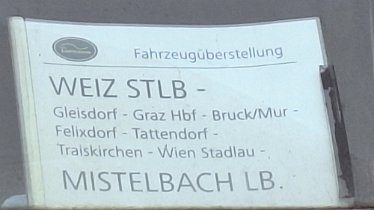 Fahrzeugüberstellung
WEIZ STLB -
Gleisdorf - Graz Hbf - Bruck/Mur -
Felixdorf - Tattendorf -
Traiskirchen - Wien Stadlau -
MISTELBACH LB.